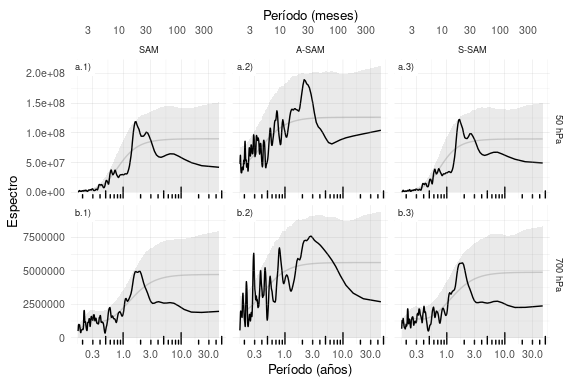 Período (meses)
3 10 30 100 300 3 10 30 100 300 3 10 30 100 300
SAM A-SAM S-SAM
a.1) a.2) a.3)
2.0e+08
1.5e+08
1.0e+08
5.0e+07
0.0e+00
50 hPa
Espectro
b.1) b.2) b.3)
7500000
5000000
2500000
0
700 hPa
0.3 1.0 3.0 10.0 30.0 0.3 1.0 3.0 10.0 30.0 0.3 1.0 3.0 10.0 30.0
Período (años)